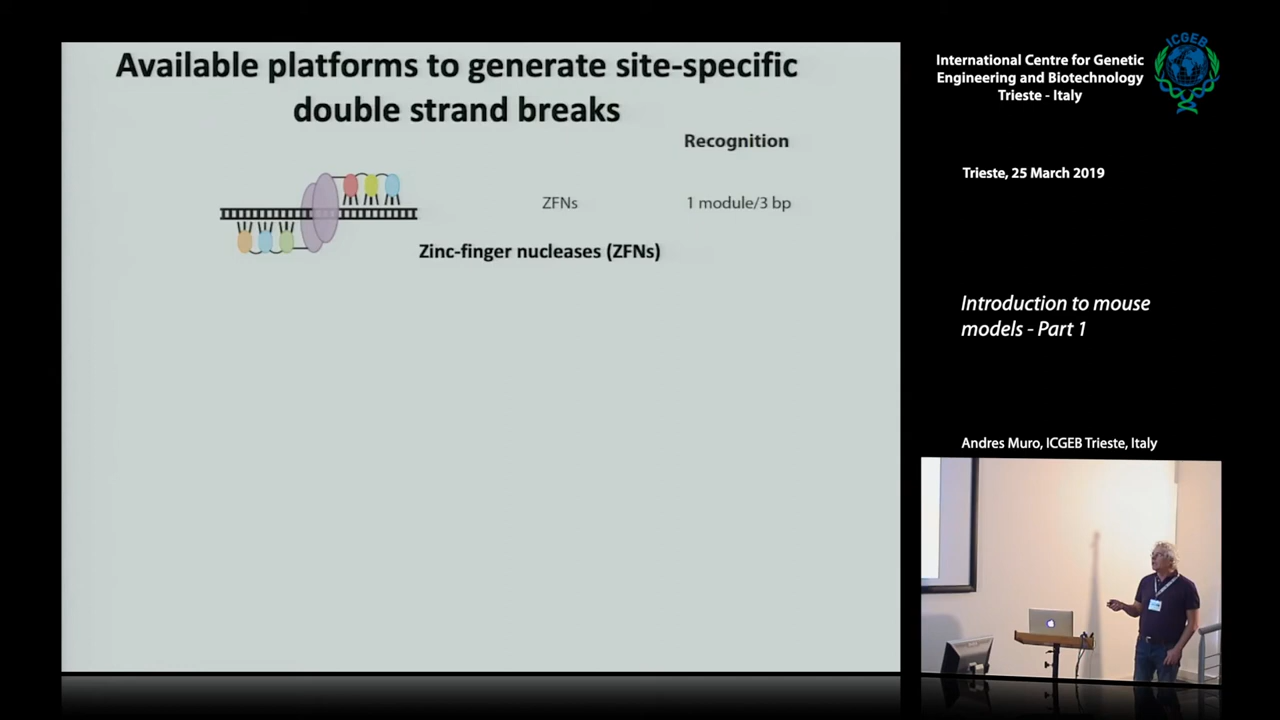 Available platforms to generate site-specific
double strand breaks
Recognition
ZFNs 1 module/3 bp
Zinc-finger nucleases (ZFNs)
International Centre for Genetic
Engineering and Biotechnology
Trieste - Italy
ICGEB
Trieste, 25 March 2019
Introduction to mouse
models - Part 1
Andres Muro, ICGEB Trieste, Italy